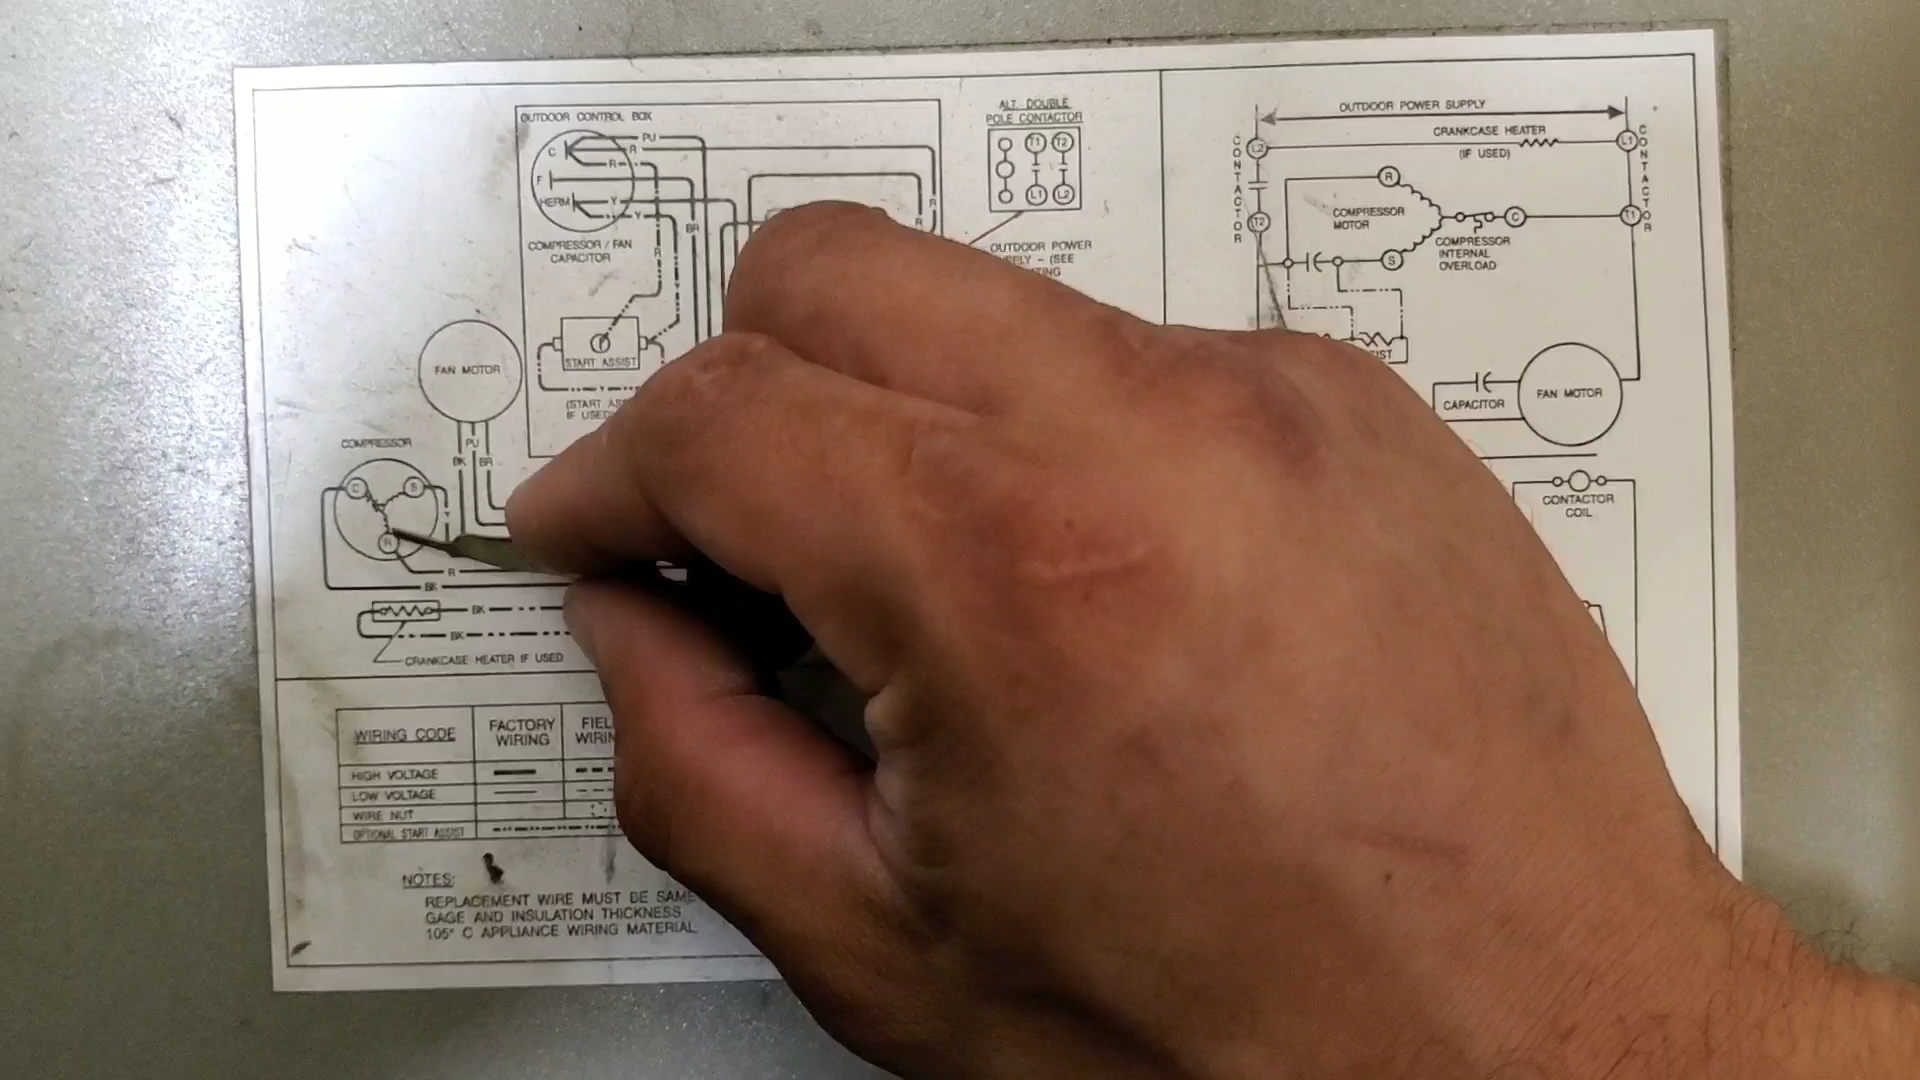 OUTDOOR CONTROL BOX
C
F
HERM
PU
R
R
Y
Y
BR
R
R
R
COMPRESSOR / FAN
CAPACITOR
START ASSIST
(START
IF USED
FAN MOTOR
BK
PU
BR
COMPRESSOR
C
S
R
Y
R
BK
BK
BK
CRANKCASE HEATER IF USED
ALT. DOUBLE
POLE CONTACTOR
T1
T2
L1
L2
OUTDOOR POWER
(SEE
WIRING CODE
FACTORY
WIRING
HIGH VOLTAGE
LOW VOLTAGE
WIRE NUT
OPTIONAL START ASSIST
NOTES:
REPLACEMENT WIRE MUST BE SAME
GAGE AND INSULATION THICKNESS
105° C APPLIANCE WIRING MATERIAL
OUTDOOR POWER SUPPLY
CRANKCASE HEATER
(IF USED)
CONTACTOR
L2
T2
L1
T1
CONTACTOR
R
S
C
COMPRESSOR
MOTOR
COMPRESSOR
INTERNAL
OVERLOAD
CAPACITOR
FAN MOTOR
CONTACTOR
COIL